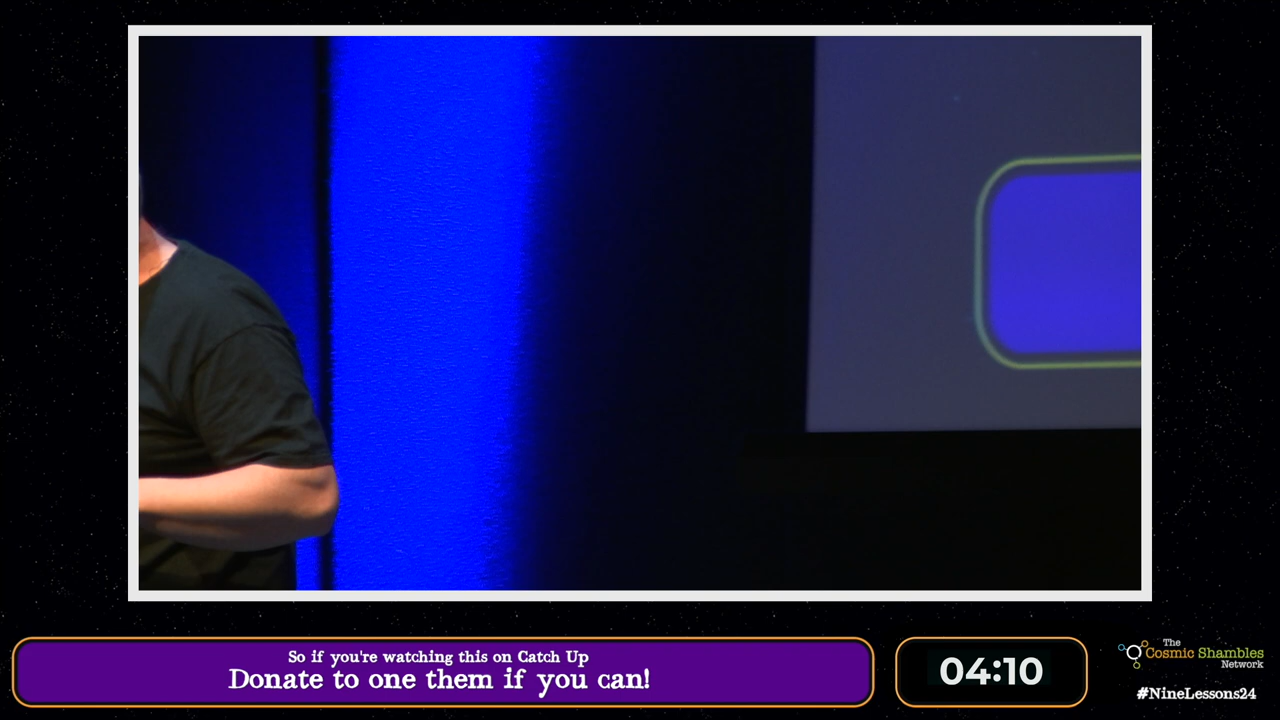 So if you're watching this on Catch Up
Donate to one them if you can!
04:10
The
Cosmic Shambles
Network
#NineLessons24